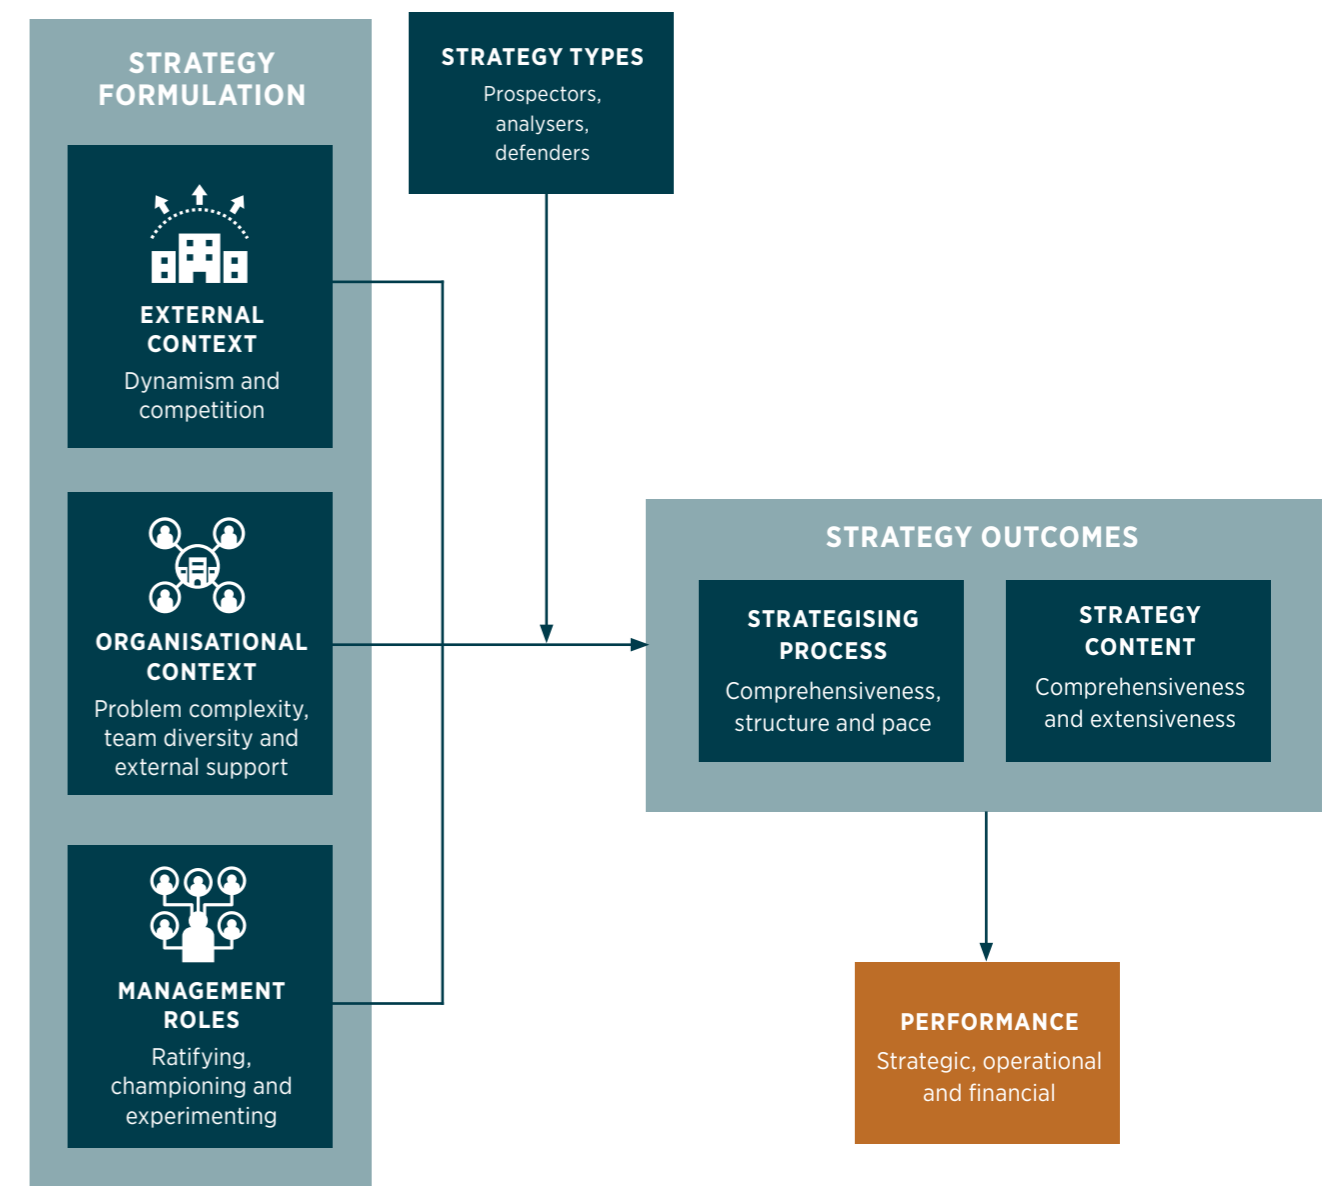 STRATEGY
FORMULATION
EXTERNAL
CONTEXT
Dynamism and
competition
ORGANISATIONAL
CONTEXT
Problem complexity,
team diversity and
external support
MANAGEMENT
ROLES
Ratifying,
championing and
experimenting
STRATEGY TYPES
Prospectors,
analysers,
defenders
STRATEGY OUTCOMES
STRATEGISING
PROCESS
Comprehensiveness,
structure and pace
STRATEGY
CONTENT
Comprehensiveness
and extensiveness
PERFORMANCE
Strategic, operational
and financial